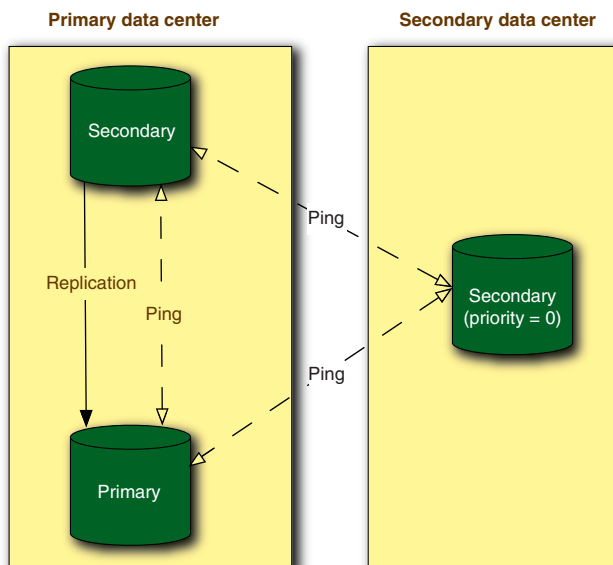 Primary data center
Secondary data center
Secondary
Ping
Replication
Ping
Secondary
(priority = 0)
Ping
Primary